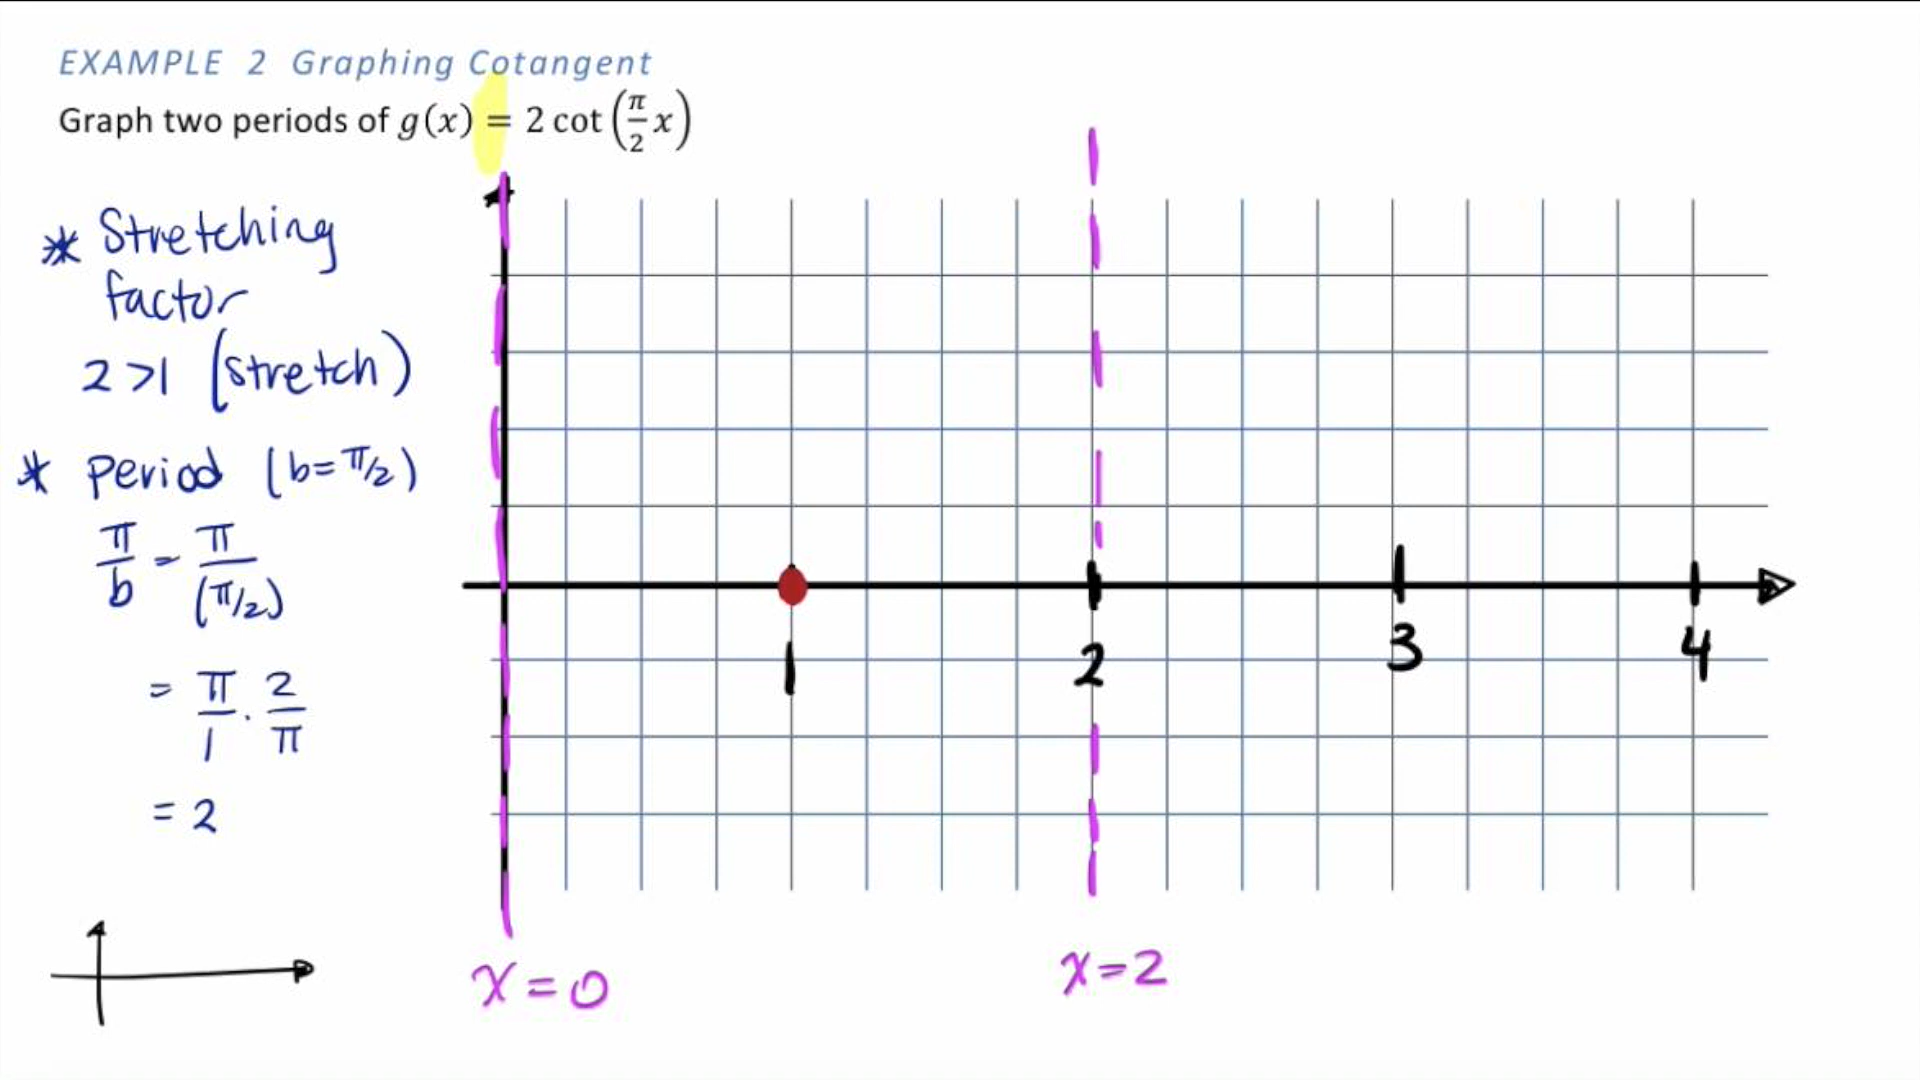 EXAMPLE 2 Graphing Cotangent
Graph two periods of g(x) = 2 cot (π/2 x)
* Stretching
factor
2 >1 (stretch)
* period (b=π/2)
π/b = π/(π/2)
= π/1 · 2/π
= 2
1 2 3 4
x=0 x=2